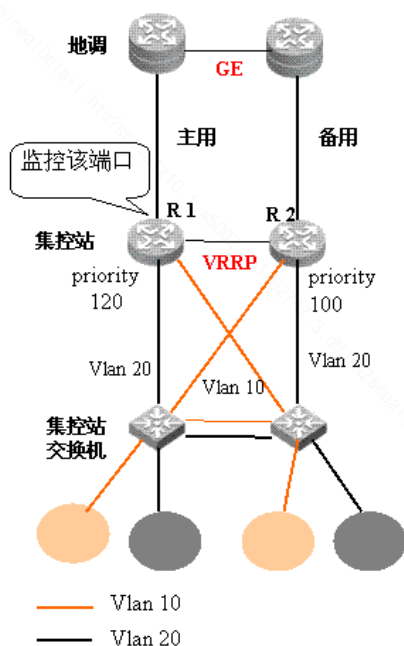 地调
GE
主用
备用
监控该端口
R 1
R 2
集控站
VRRP
priority
120
priority
100
Vlan 20
Vlan 10
Vlan 20
集控站
交换机
Vlan 10
Vlan 20